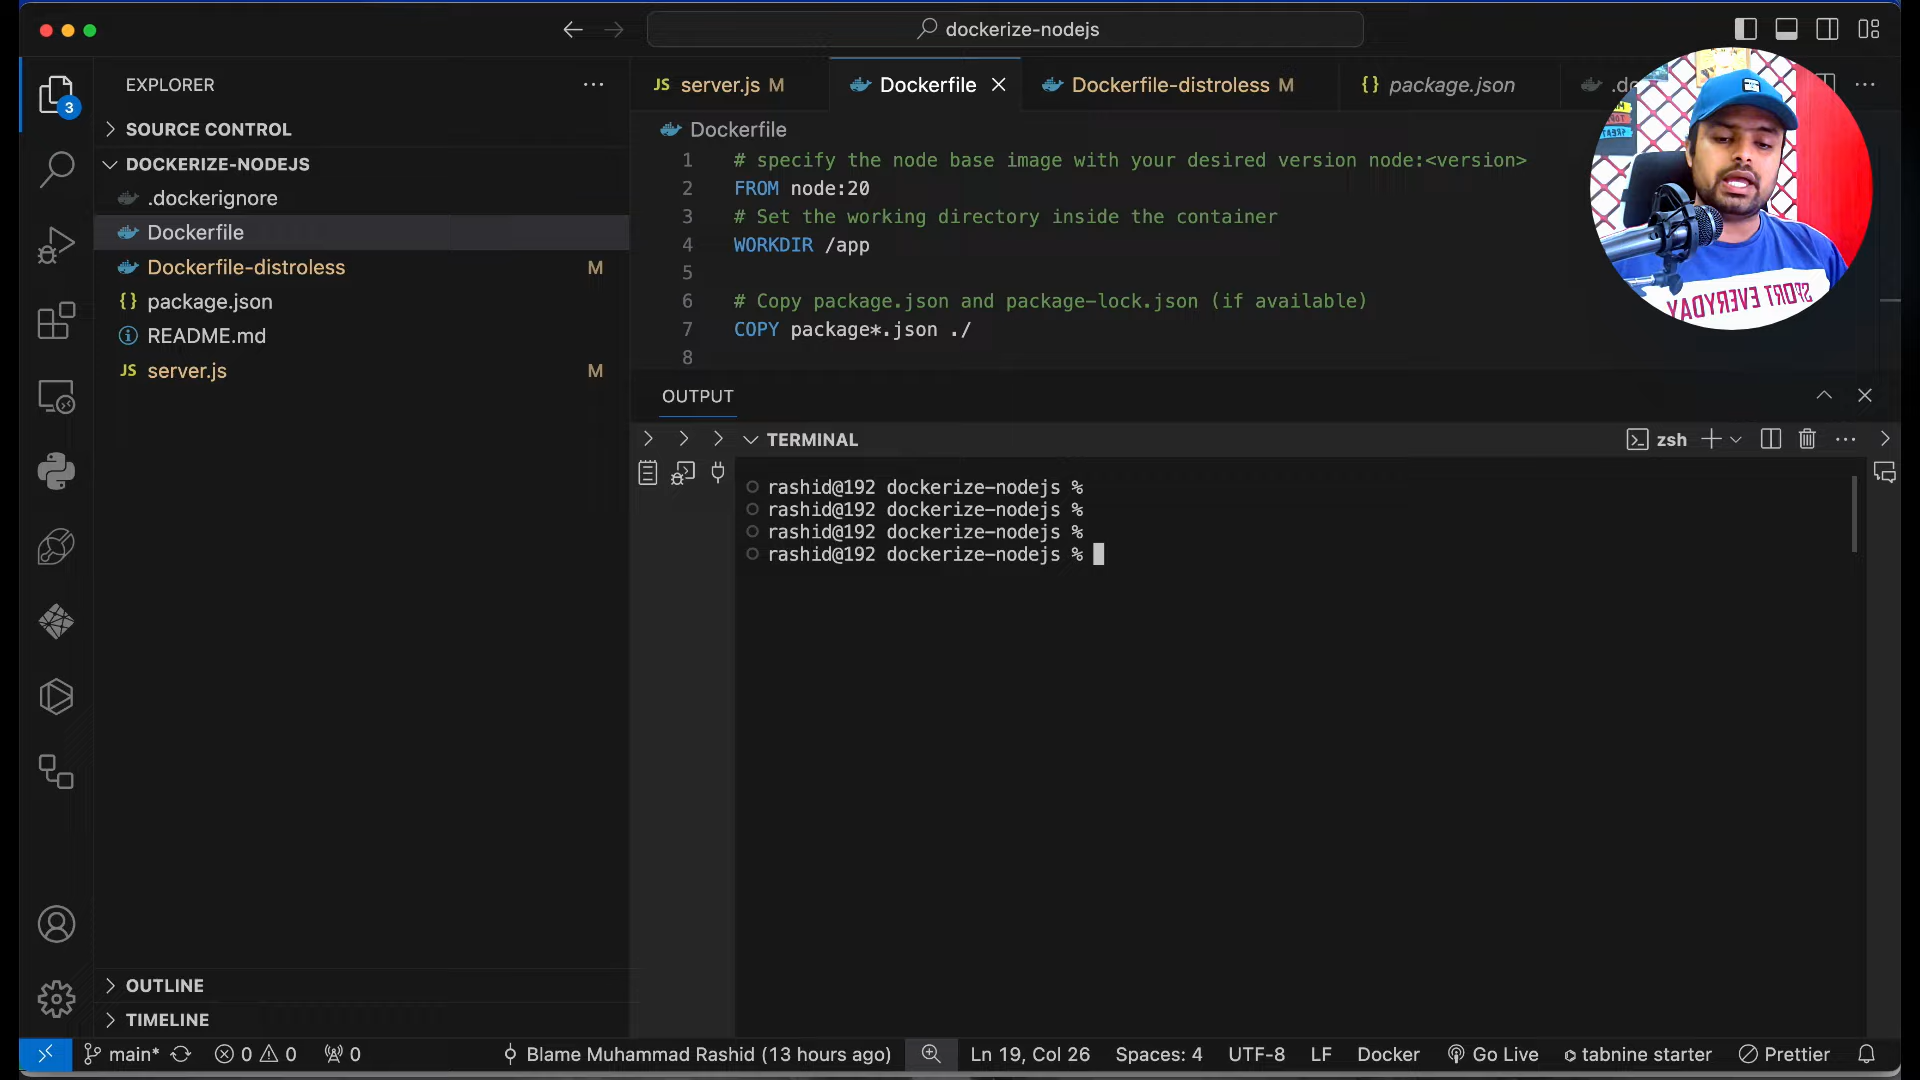 dockerize-nodejs
EXPLORER
3
SOURCE CONTROL
DOCKERIZE-NODEJS
.dockerignore
Dockerfile
Dockerfile-distroless M
{} package.json
README.md
JS server.js M
OUTLINE
TIMELINE
JS server.js M
Dockerfile
Dockerfile-distroless M
{} package.json
Dockerfile
1 # specify the node base image with your desired version node:<version>
2 FROM node:20
3 # Set the working directory inside the container
4 WORKDIR /app
5
6 # Copy package.json and package-lock.json (if available)
7 COPY package*.json ./
8
SPORT EVERYDAY
OUTPUT
TERMINAL
zsh
rashid@192 dockerize-nodejs %
rashid@192 dockerize-nodejs %
rashid@192 dockerize-nodejs %
rashid@192 dockerize-nodejs %
main* 0 0 0 Blame Muhammad Rashid (13 hours ago) Ln 19, Col 26 Spaces: 4 UTF-8 LF Docker Go Live tabnine starter Prettier